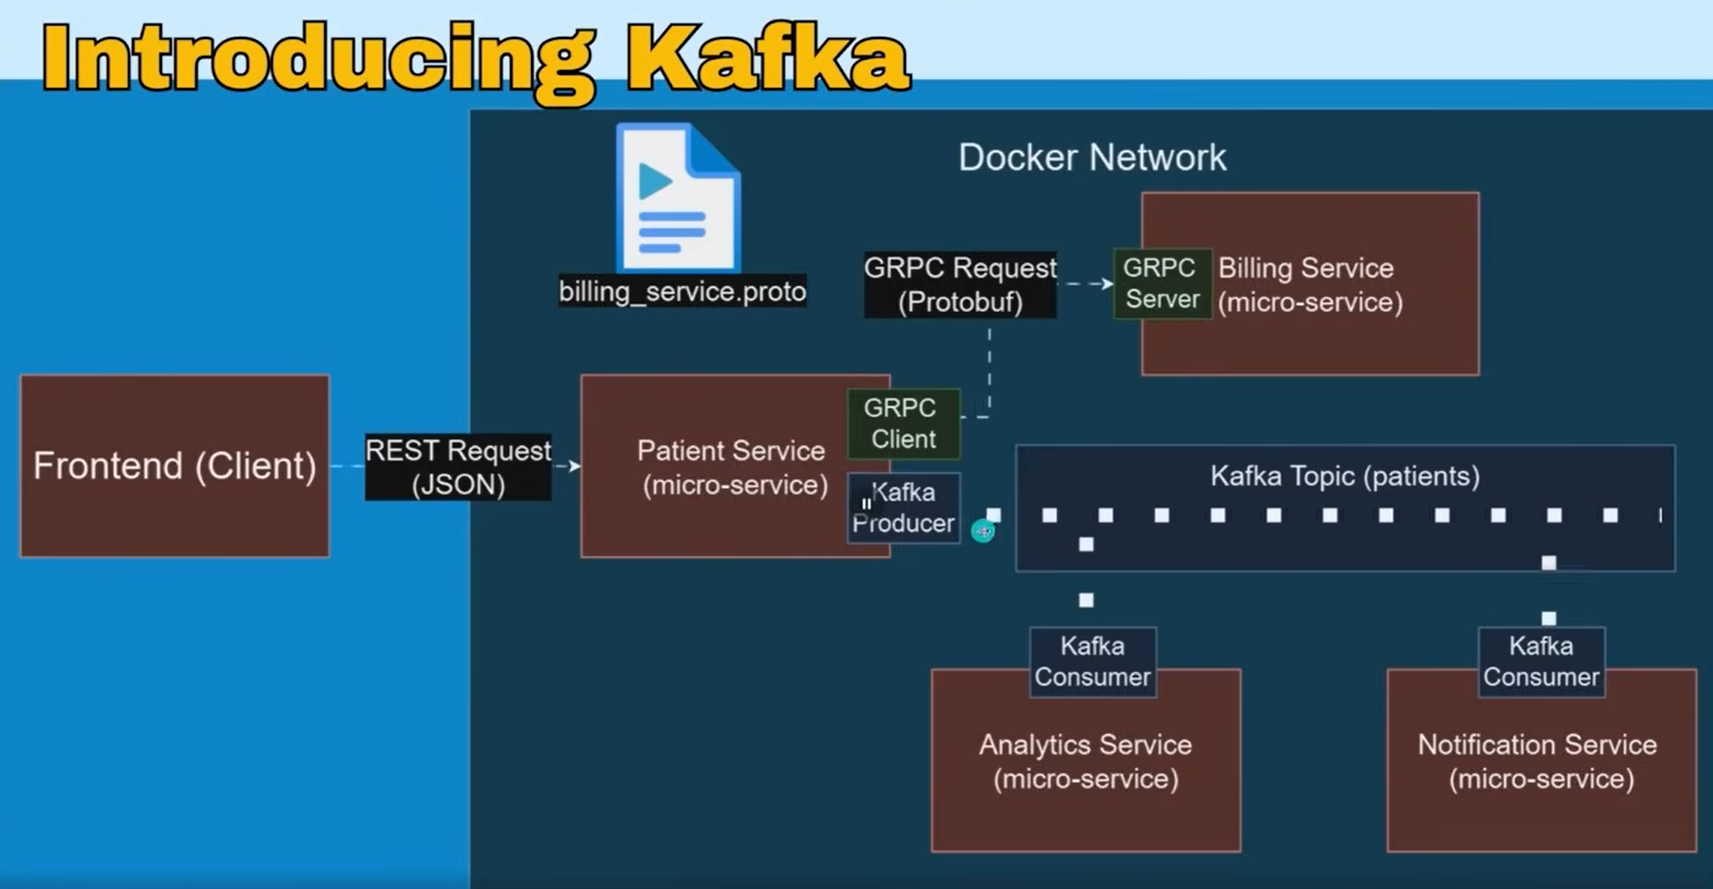 Introducing Kafka
Docker Network
billing_service.proto
GRPC Request
(Protobuf)
GRPC
Server
Billing Service
(micro-service)
Frontend (Client)
REST Request
(JSON)
Patient Service
(micro-service)
GRPC
Client
Kafka
Producer
Kafka Topic (patients)
Kafka
Consumer
Analytics Service
(micro-service)
Kafka
Consumer
Notification Service
(micro-service)